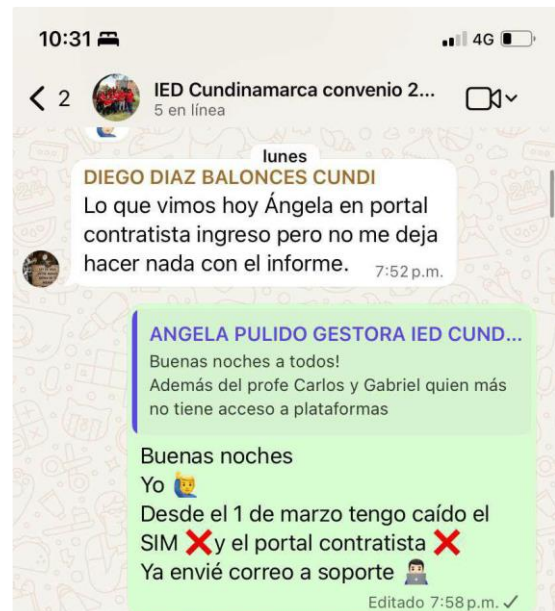 10:31
4G
2
IED Cundinamarca convenio 2...
5 en línea
lunes
DIEGO DIAZ BALONCES CUNDI
Lo que vimos hoy Ángela en portal
contratista ingreso pero no me deja
hacer nada con el informe.
7:52 p.m.
ANGELA PULIDO GESTORA IED CUND...
Buenas noches a todos!
Además del profe Carlos y Gabriel quien más
no tiene acceso a plataformas
Buenas noches
Yo 🙋‍♂️
Desde el 1 de marzo tengo caído el
SIM ❌y el portal contratista ❌
Ya envié correo a soporte 👨🏻‍💻
Editado 7:58 p.m. ✓